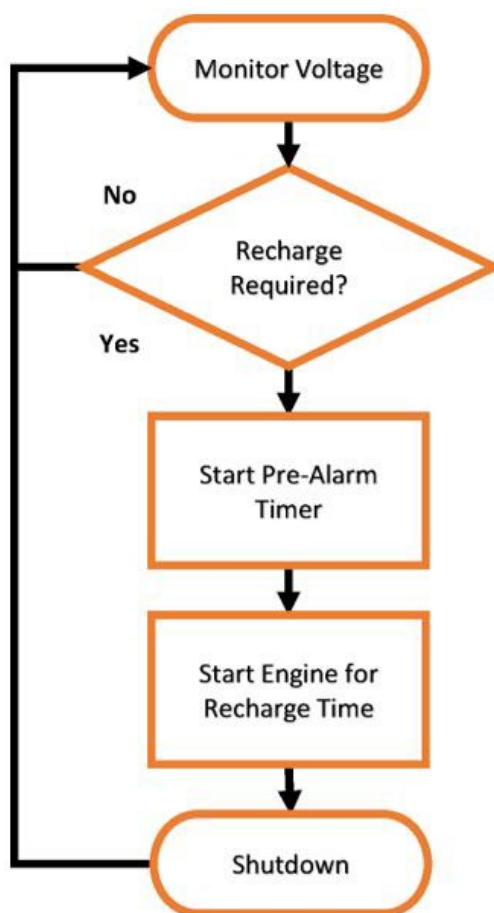 Monitor Voltage
No
Recharge
Required?
Yes
Start Pre-Alarm
Timer
Start Engine for
Recharge Time
Shutdown